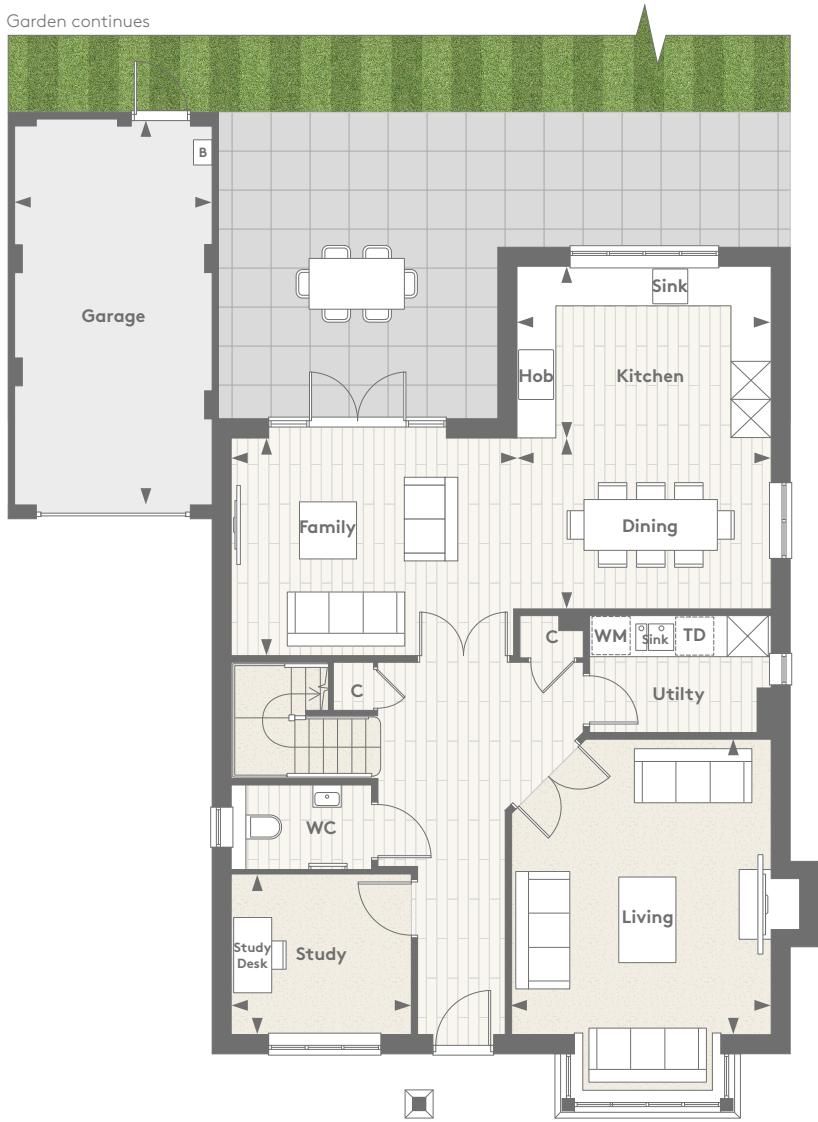 Garden continues
B
Garage
Sink
Hob
Kitchen
Family
Dining
C
WM
Sink
TD
C
Utilty
WC
Living
Study
Desk
Study